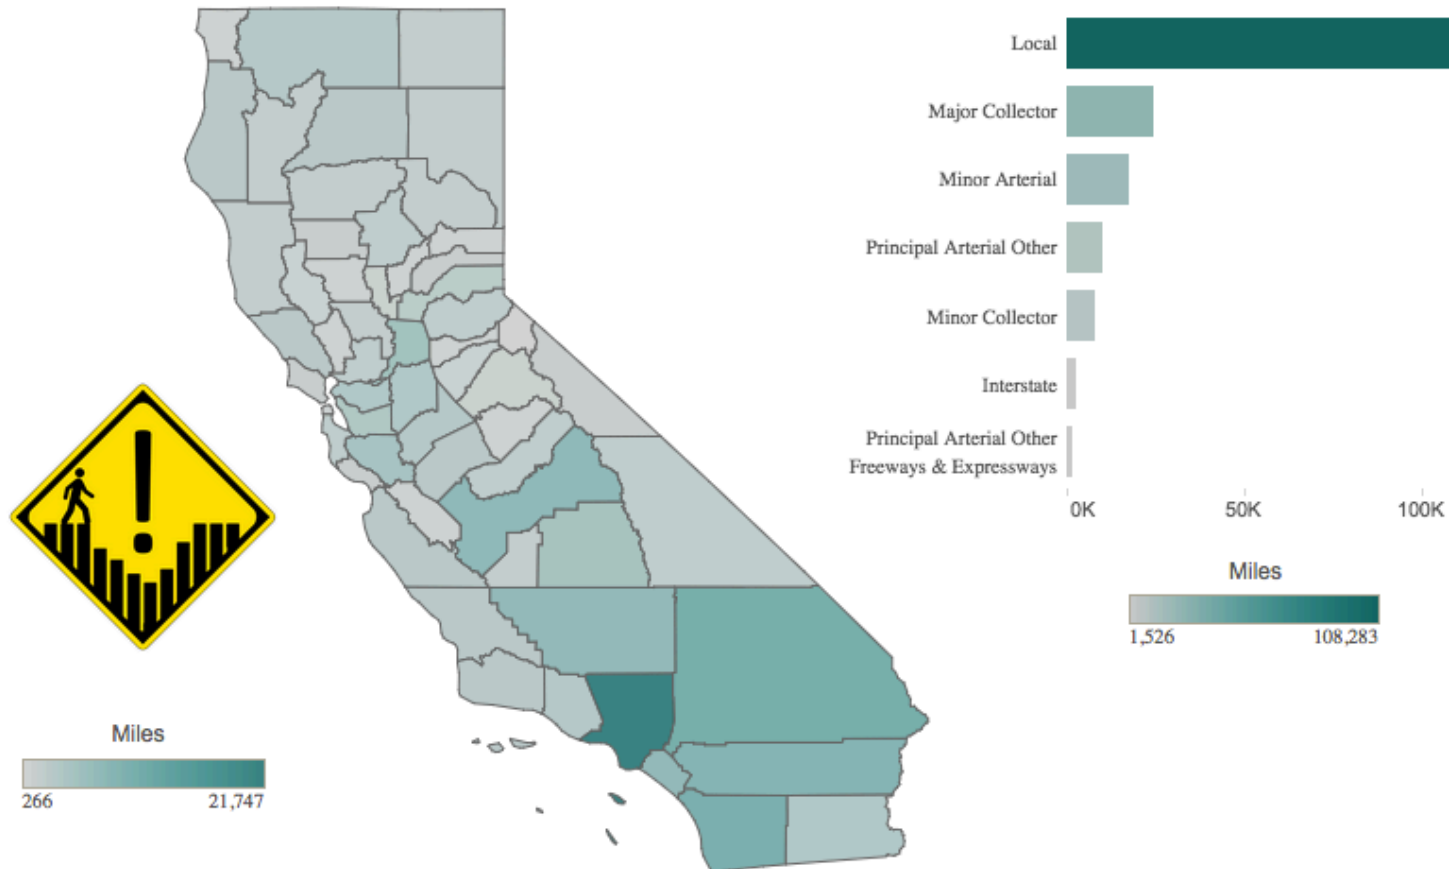 Local
Major Collector
Minor Arterial
Principal Arterial Other
Minor Collector
Interstate
Principal Arterial Other
Freeways & Expressways
0K 50K 100K
Miles
1,526 108,283
!
Miles
266 21,747